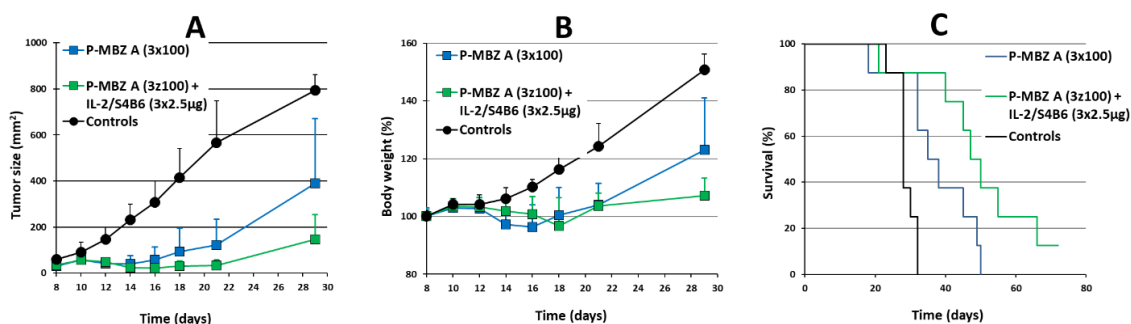 A
Tumor size (mm²)
1000
800
600
400
200
0
P-MBZ A (3x100)
P-MBZ A (3z100) +
IL-2/S4B6 (3x2.5µg)
Controls
8 10 12 14 16 18 20 22 24 26 28 30
Time (days)
B
Body weight (%)
160
140
120
100
80
P-MBZ A (3x100)
P-MBZ A (3z100) +
IL-2/S4B6 (3x2.5µg)
Controls
8 10 12 14 16 18 20 22 24 26 28 30
Time (days)
C
Survival (%)
100
80
60
40
20
0
P-MBZ A (3x100)
P-MBZ A (3z100) +
IL-2/S4B6 (3x2.5µg)
Controls
0 20 40 60 80
Time (days)